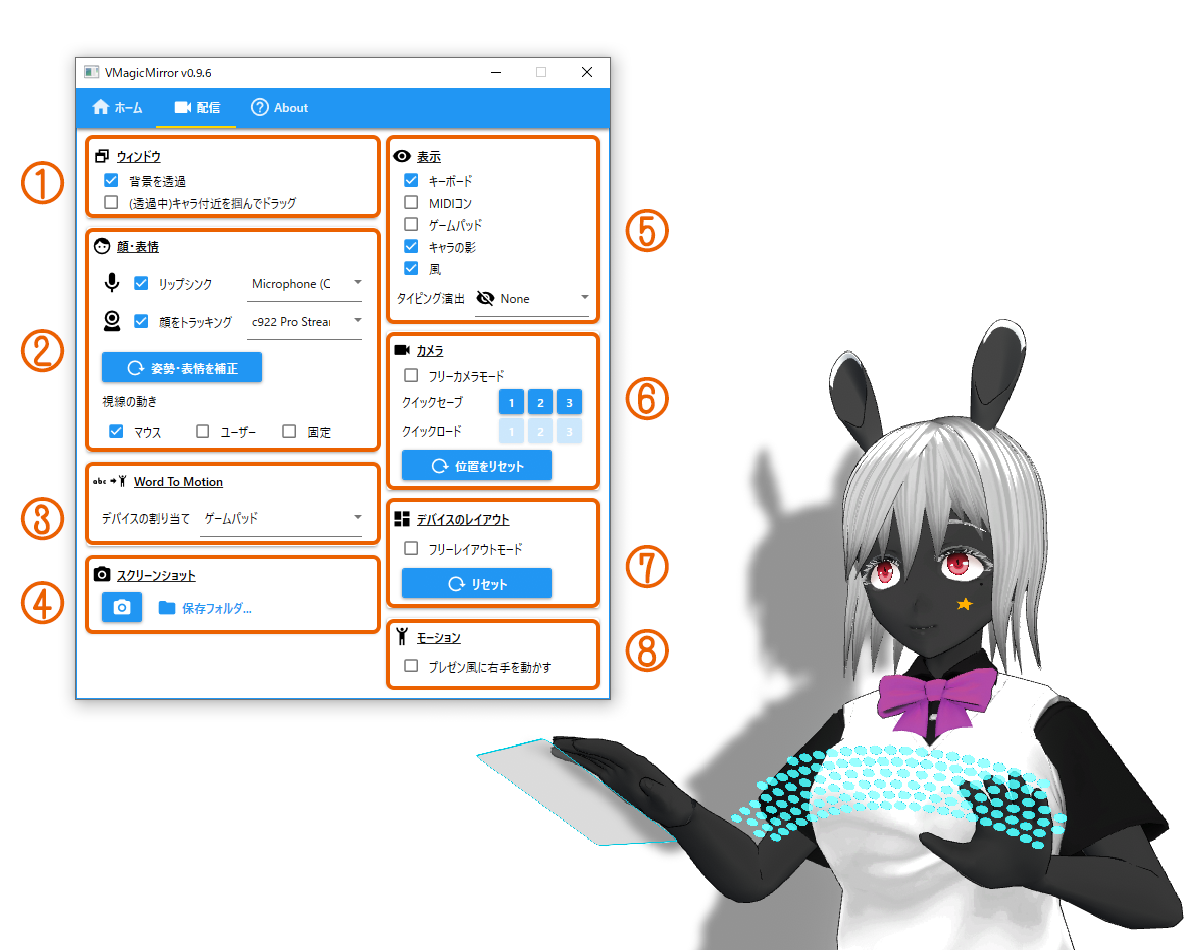 VMagicMirror v0.9.6
ホーム 配信 About
①
ウィンドウ
背景を透過
(透過中)キャラ付近を掴んでドラッグ
②
顔・表情
リップシンク Microphone (C
顔をトラッキング c922 Pro Strea
姿勢・表情を補正
視線の動き
マウス ユーザー 固定
③
abc Word To Motion
デバイスの割り当て ゲームパッド
④
スクリーンショット
保存フォルダ...
⑤
表示
キーボード
MIDIコン
ゲームパッド
キャラの影
風
タイピング演出 None
⑥
カメラ
フリーカメラモード
クイックセーブ 1 2 3
クイックロード 1 2 3
位置をリセット
⑦
デバイスのレイアウト
フリーレイアウトモード
リセット
⑧
モーション
プレゼン風に右手を動かす